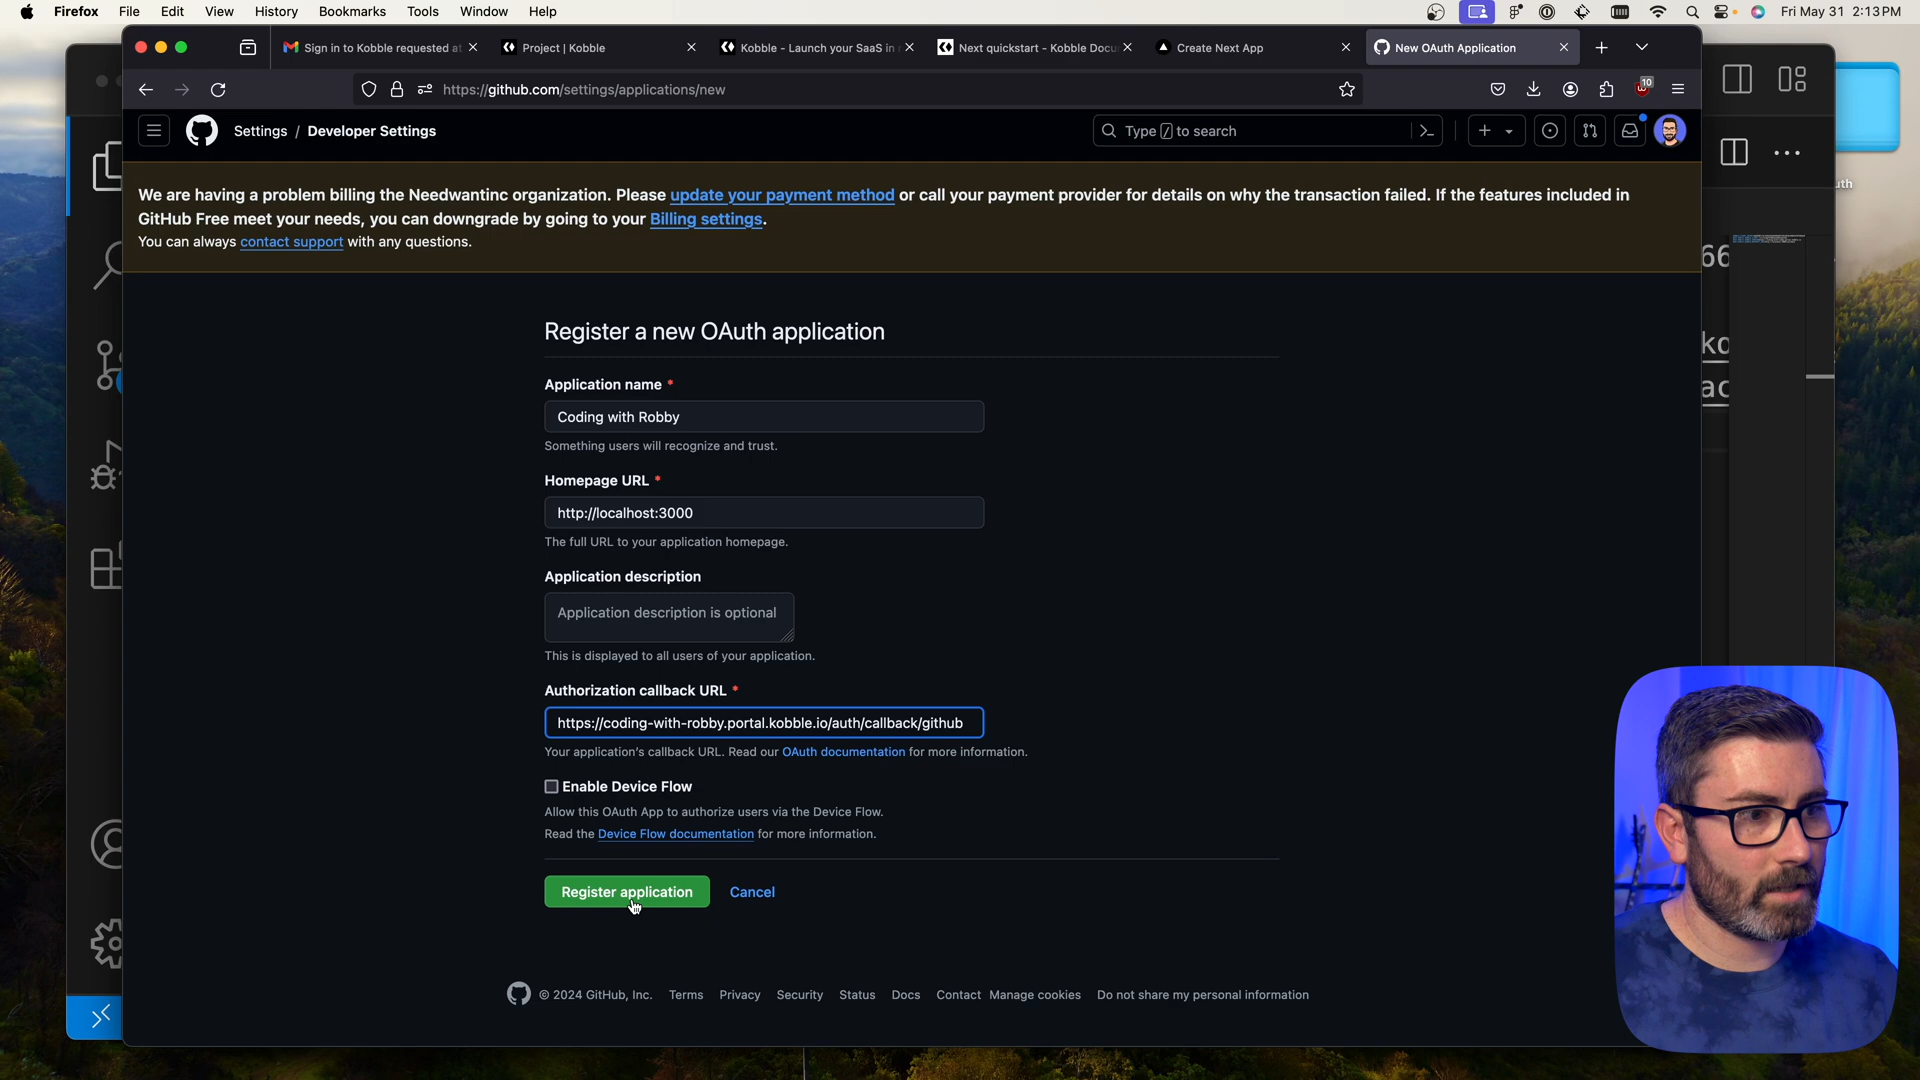 Firefox File Edit View History Bookmarks Tools Window Help
Fri May 31 2:13 PM
Sign in to Kobble requested at
Project | Kobble
Kobble - Launch your SaaS in
Next quickstart - Kobble Docu
Create Next App
New OAuth Application
https://github.com/settings/applications/new
10
Settings / Developer Settings
Type / to search
We are having a problem billing the Needwantinc organization. Please update your payment method or call your payment provider for details on why the transaction failed. If the features included in
GitHub Free meet your needs, you can downgrade by going to your Billing settings.
You can always contact support with any questions.
Register a new OAuth application
Application name *
Coding with Robby
Something users will recognize and trust.
Homepage URL *
http://localhost:3000
The full URL to your application homepage.
Application description
Application description is optional
This is displayed to all users of your application.
Authorization callback URL *
https://coding-with-robby.portal.kobble.io/auth/callback/github
Your application's callback URL. Read our OAuth documentation for more information.
Enable Device Flow
Allow this OAuth App to authorize users via the Device Flow.
Read the Device Flow documentation for more information.
Register application Cancel
© 2024 GitHub, Inc. Terms Privacy Security Status Docs Contact Manage cookies Do not share my personal information